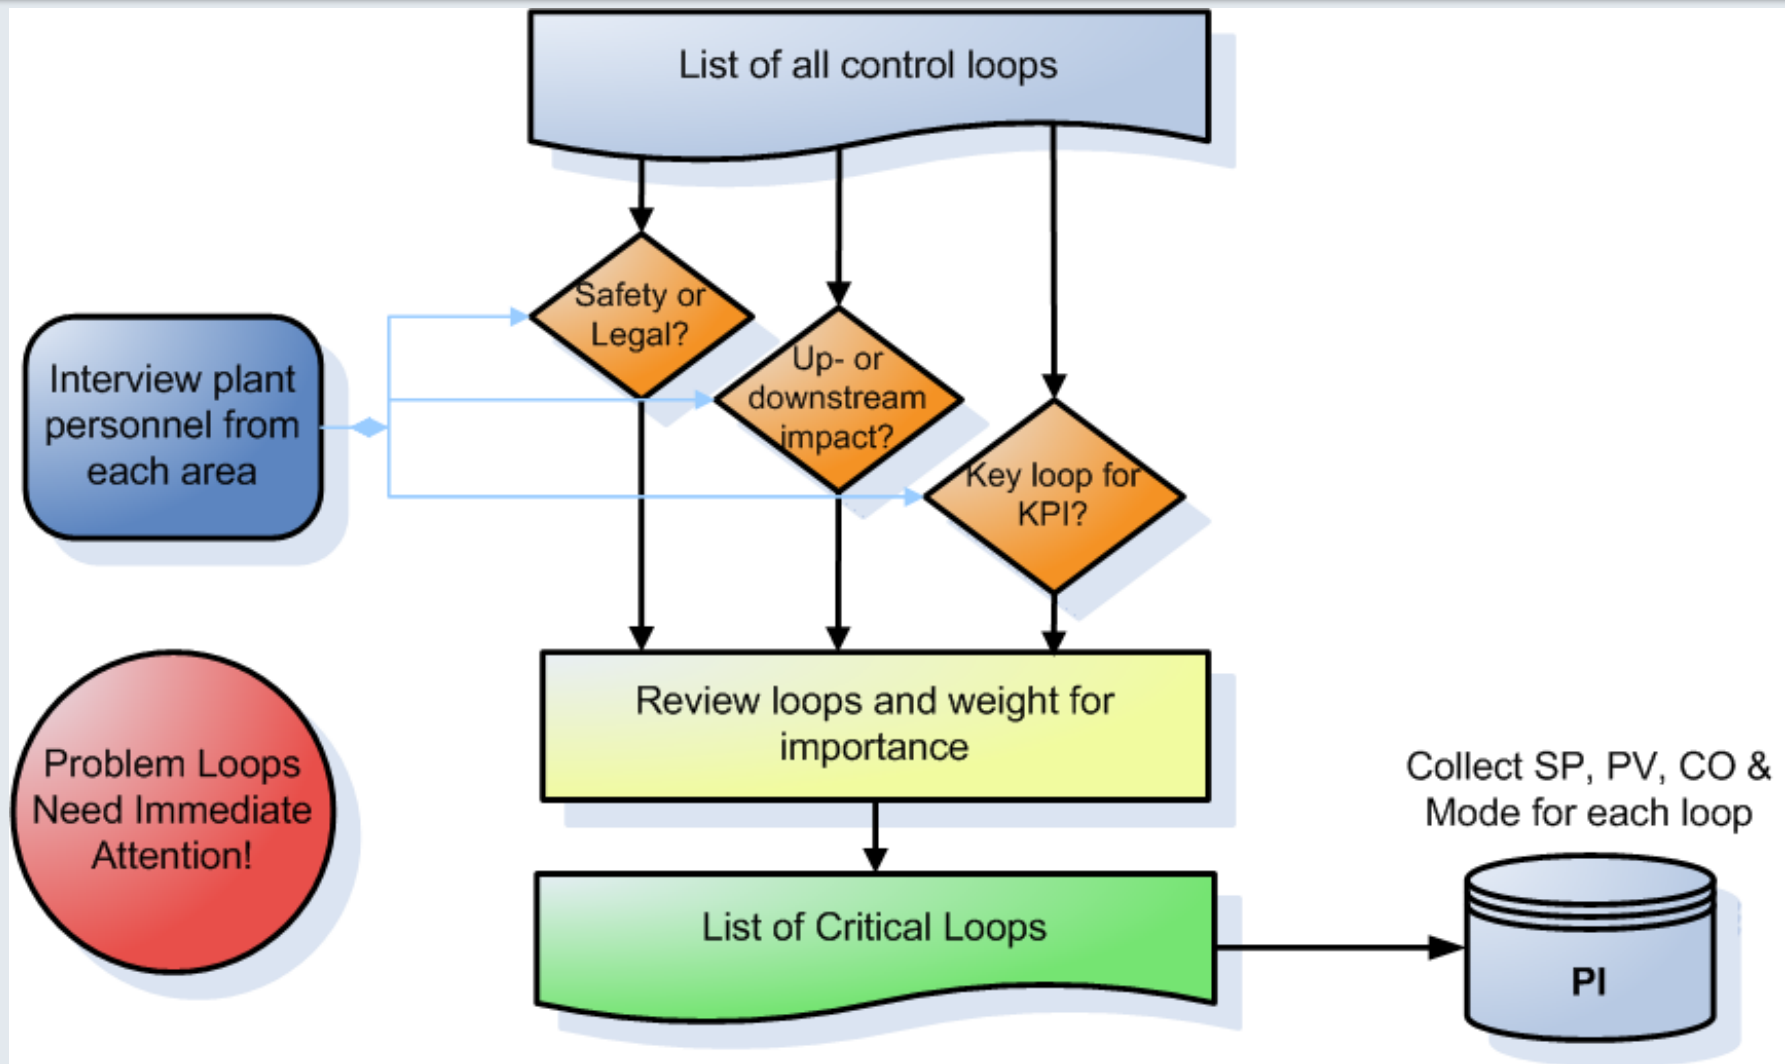 List of all control loops
Safety or
Legal?
Up- or
downstream
impact?
Key loop for
KPI?
Interview plant
personnel from
each area
Review loops and weight for
importance
Problem Loops
Need Immediate
Attention!
List of Critical Loops
Collect SP, PV, CO &
Mode for each loop
PI